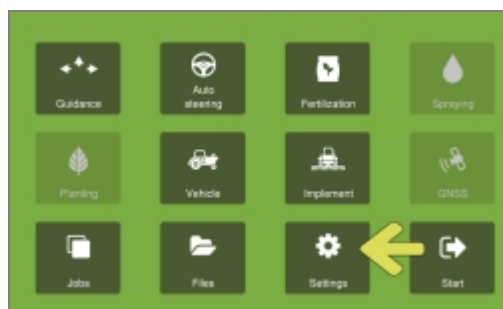 Guidance
Auto
steering
Fertilization
Spraying
Planting
Vehicle
Implement
GNSS
Jobs
Files
Settings
Start